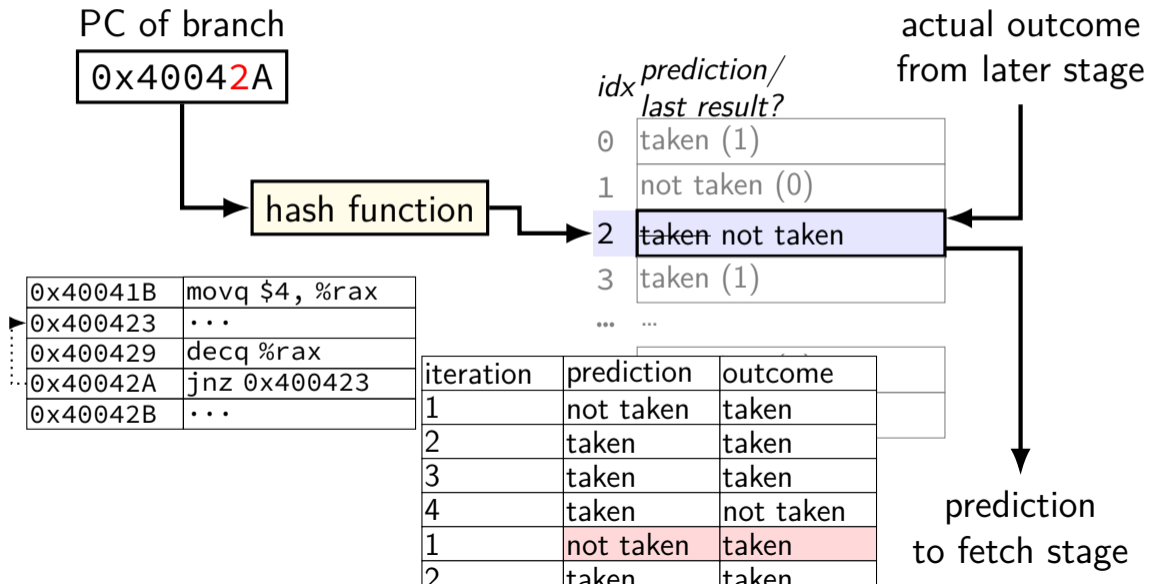 PC of branch
0x40042A
hash function
actual outcome
from later stage
idx prediction/
last result?
0 taken (1)
1 not taken (0)
2 taken not taken
3 taken (1)
... ...
prediction
to fetch stage
0x40041B movq $4, %rax
0x400423 ...
0x400429 decq %rax
0x40042A jnz 0x400423
0x40042B ...
iteration prediction outcome
1 not taken taken
2 taken taken
3 taken taken
4 taken not taken
1 not taken taken
2 taken taken